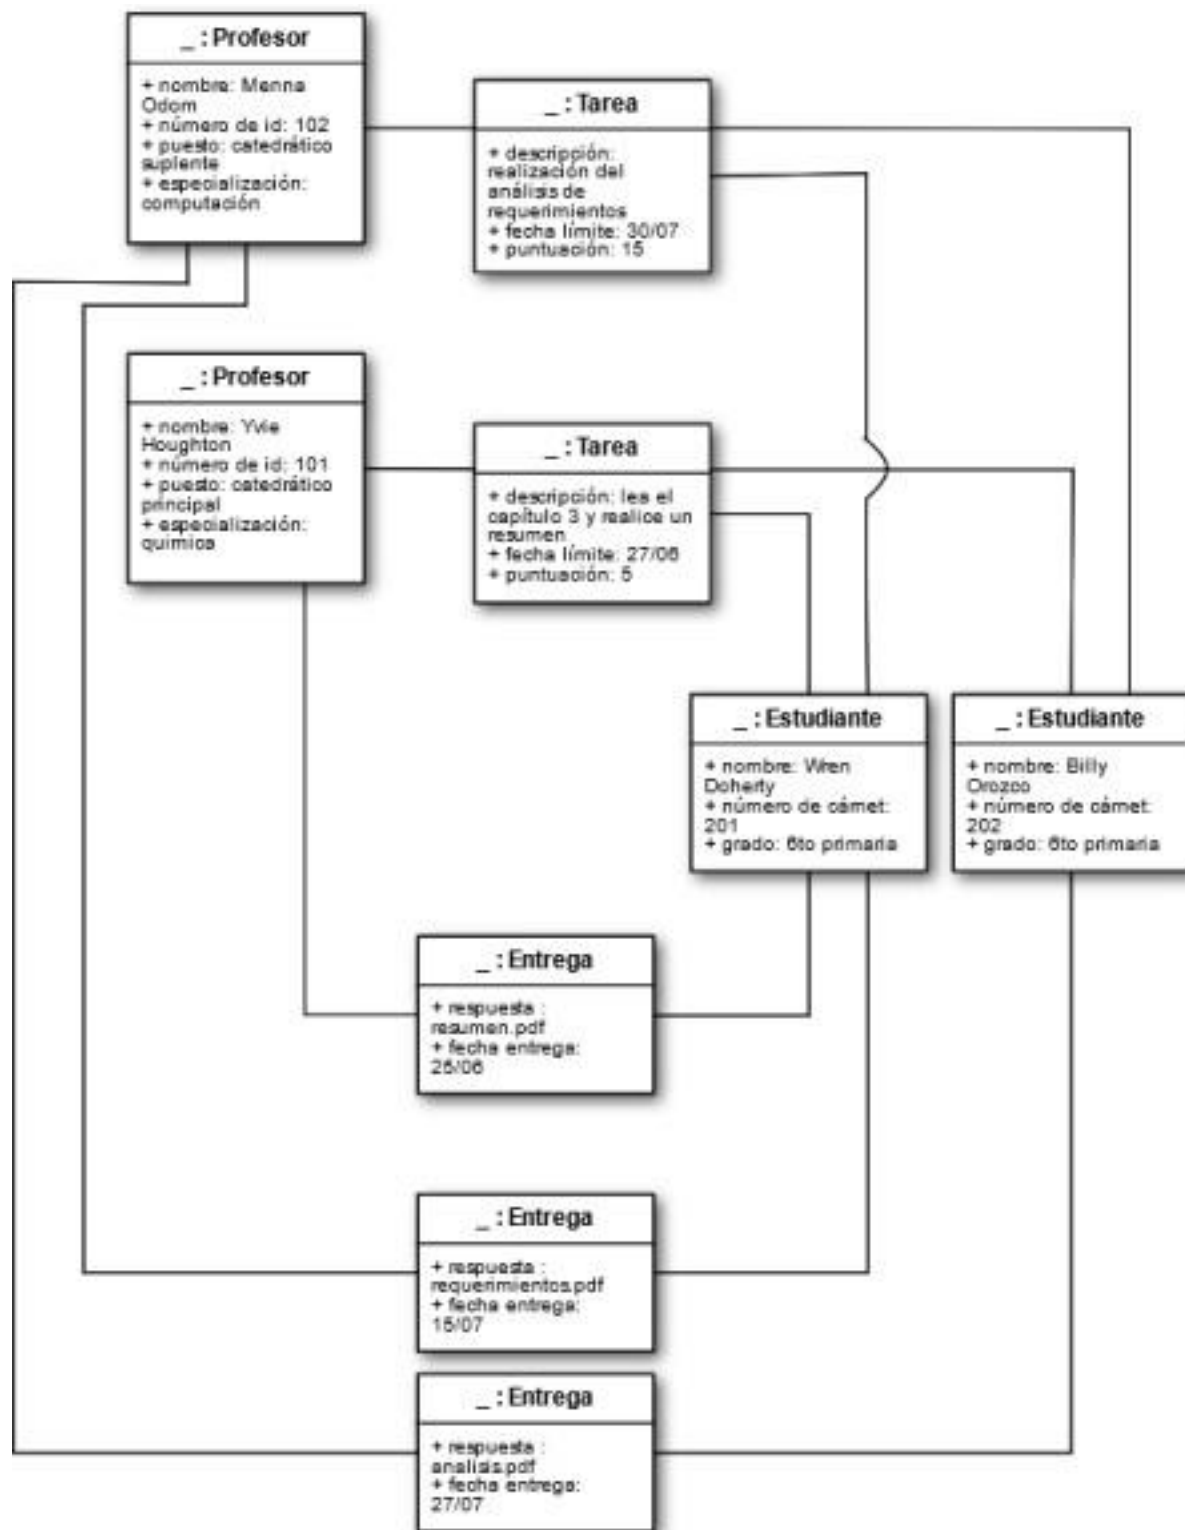 _ : Profesor
+ nombre: Menna
Odom
+ número de id: 102
+ puesto: catedrático
suplente
+ especialización:
computación
_ : Tarea
+ descripción:
realización del
análisis de
requerimientos
+ fecha límite: 30/07
+ puntuación: 15
_ : Profesor
+ nombre: Yvie
Houghton
+ número de id: 101
+ puesto: catedrático
principal
+ especialización:
quimica
_ : Tarea
+ descripción: lea el
capítulo 3 y realice un
resumen
+ fecha límite: 27/06
+ puntuación: 5
_ : Estudiante
+ nombre: Wren
Doherty
+ número de cárnet:
201
+ grado: 6to primaria
_ : Estudiante
+ nombre: Billy
Orozco
+ número de cárnet:
202
+ grado: 6to primaria
_ : Entrega
+ respuesta :
resumen.pdf
+ fecha entrega:
25/06
_ : Entrega
+ respuesta :
requerimientos.pdf
+ fecha entrega:
15/07
_ : Entrega
+ respuesta :
analisis.pdf
+ fecha entrega:
27/07